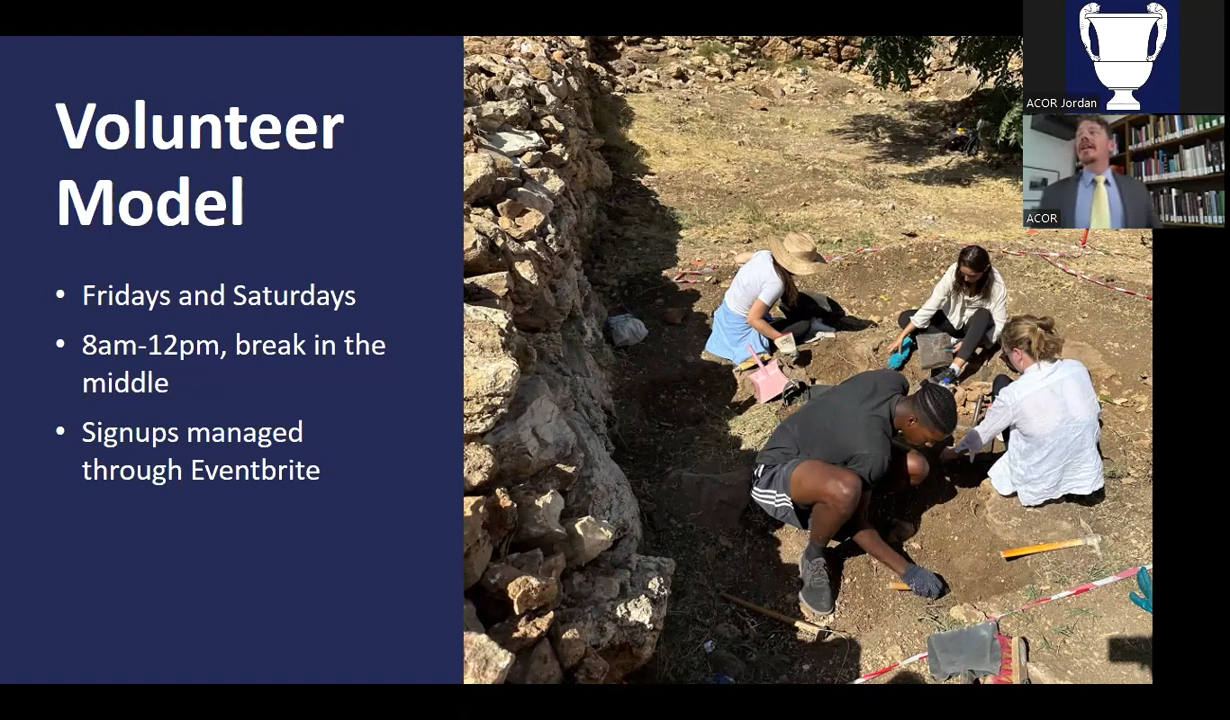 Volunteer
Model
• Fridays and Saturdays
• 8am-12pm, break in the
middle
• Signups managed
through Eventbrite
ACOR Jordan
ACOR